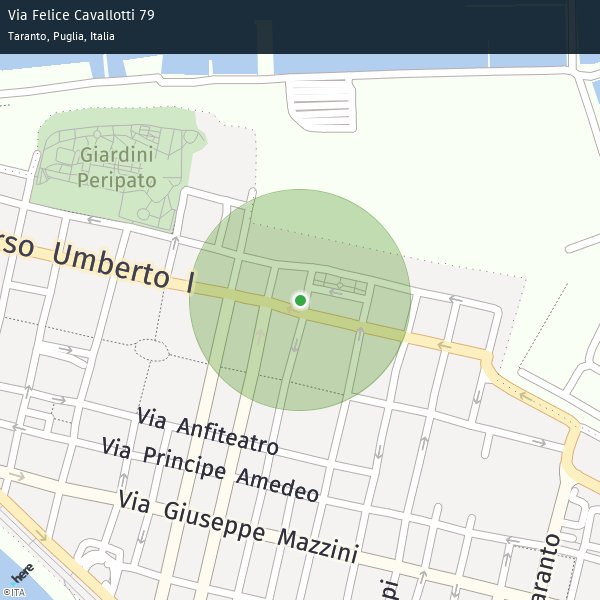 Via Felice Cavallotti 79
Taranto, Puglia, Italia
Giardini
Peripato
rso Umberto I
Via Anfiteatro
Via Principe Amedeo
Via Giuseppe Mazzini
aranto
pi
here
©ITA